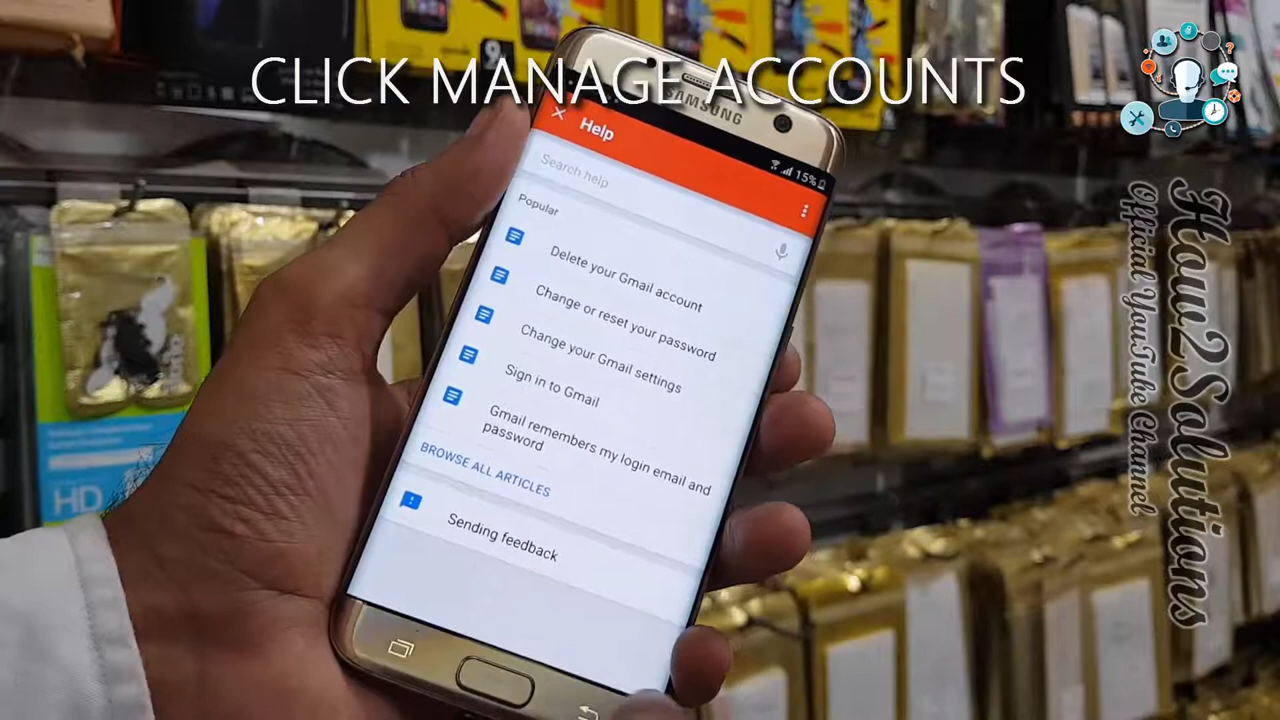 CLICK MANAGE ACCOUNTS
SAMSUNG
15%
Help
Search help
Popular
Delete your Gmail account
Change or reset your password
Change your Gmail settings
Sign in to Gmail
Gmail remembers my login email and
password
BROWSE ALL ARTICLES
Sending feedback
HD
How2Solutions
Official YouTube Channel